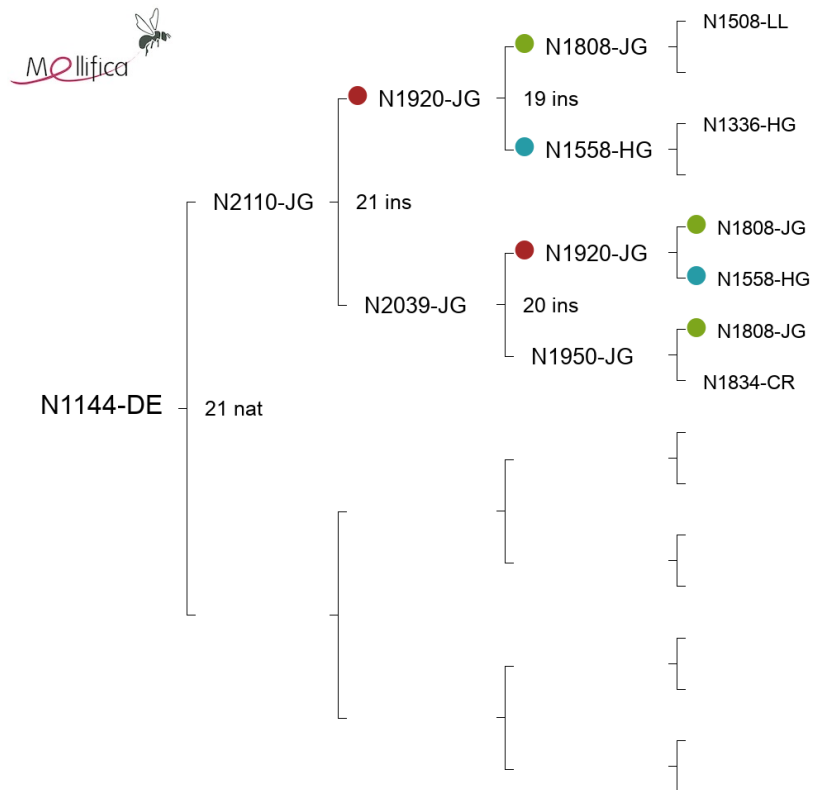 Mellifica
N1508-LL
N1808-JG
N1920-JG
19 ins
N1336-HG
N1558-HG
N2110-JG
21 ins
N1808-JG
N1920-JG
N1558-HG
N2039-JG
20 ins
N1808-JG
N1950-JG
N1834-CR
N1144-DE
21 nat